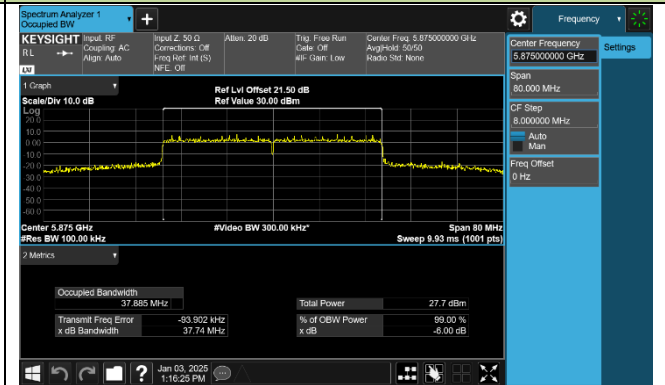 Spectrum Analyzer 1
Occupied BW
+
Frequency
KEYSIGHT Input: RF Input Z: 50 Ω Atten: 20 dB Trig: Free Run Center Freq: 5.875000000 GHz
RL Coupling: AC Corrections: Off Gate: Off Avg|Hold: 50/50
Align: Auto Freq Ref: Int (S) #IF Gain: Low Radio Std: None
NFE: Off
LXI
Center Frequency
5.875000000 GHz
Settings
Span
80.000 MHz
CF Step
8.000000 MHz
Auto
Man
Freq Offset
0 Hz
1 Graph
Scale/Div 10.0 dB
Ref Lvl Offset 21.50 dB
Ref Value 30.00 dBm
Log
20.0
10.0
0.00
-10.0
-20.0
-30.0
-40.0
-50.0
-60.0
Center 5.875 GHz #Video BW 300.00 kHz* Span 80 MHz
#Res BW 100.00 kHz Sweep 9.93 ms (1001 pts)
2 Metrics
Occupied Bandwidth
37.885 MHz Total Power 27.7 dBm
Transmit Freq Error -93.902 kHz % of OBW Power 99.00 %
x dB Bandwidth 37.74 MHz x dB -6.00 dB
? Jan 03, 2025
1:16:25 PM